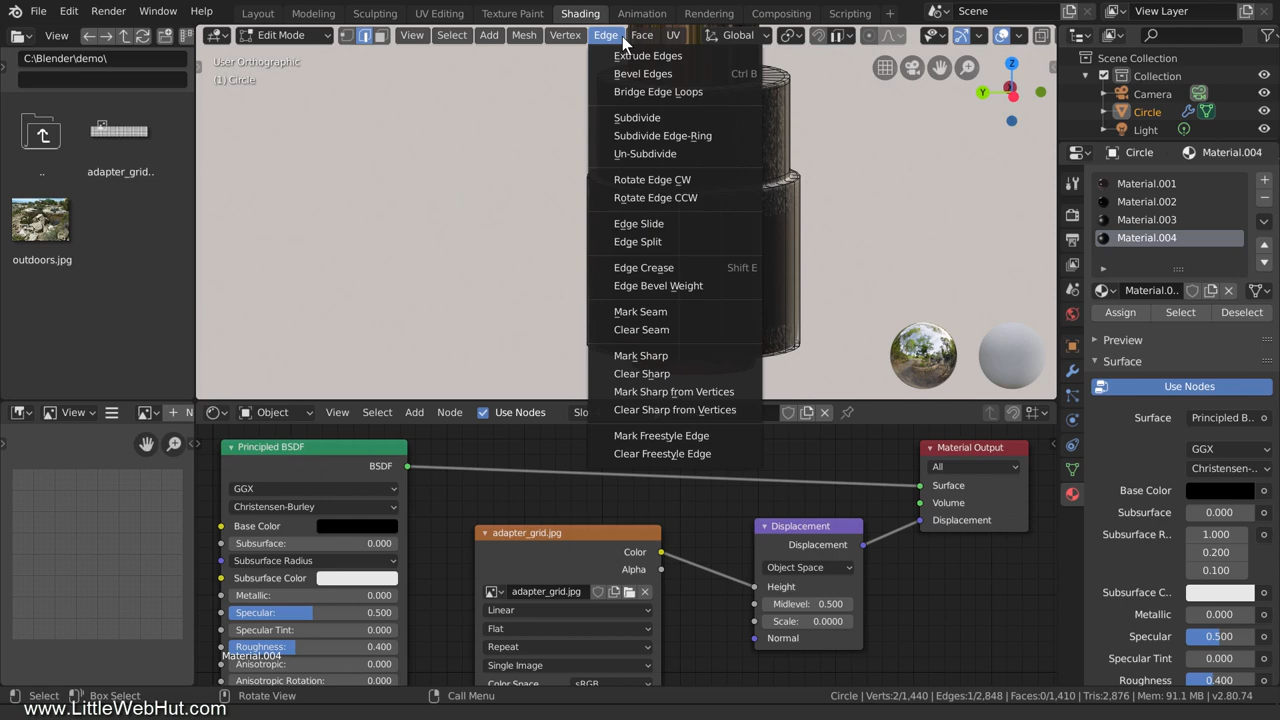 File Edit Render Window Help
Layout Modeling Sculpting UV Editing Texture Paint Shading Animation Rendering Compositing Scripting
Scene
View Layer
View
Edit Mode
View Select Add Mesh Vertex Edge Face UV
Global
C:\Blender\demo\
..
adapter_grid..
outdoors.jpg
User Orthographic
(1) Circle
Extrude Edges
Bevel Edges Ctrl B
Bridge Edge Loops
Subdivide
Subdivide Edge-Ring
Un-Subdivide
Rotate Edge CW
Rotate Edge CCW
Edge Slide
Edge Split
Edge Crease Shift E
Edge Bevel Weight
Mark Seam
Clear Seam
Mark Sharp
Clear Sharp
Mark Sharp from Vertices
Clear Sharp from Vertices
Mark Freestyle Edge
Clear Freestyle Edge
Z
Y
Scene Collection
Collection
Camera
Circle
Light
Circle Material.004
Material.001
Material.002
Material.003
Material.004
Material.0..
Assign Select Deselect
Preview
Surface
Use Nodes
Surface Principled B..
GGX
Christensen-..
Base Color
Subsurface 0.000
Subsurface R.. 1.000
0.200
0.100
Subsurface C..
Metallic 0.000
Specular 0.500
Specular Tint 0.000
Roughness 0.400
View
N
Object View Select Add Node Use Nodes Slo
Principled BSDF
BSDF
GGX
Christensen-Burley
Base Color
Subsurface: 0.000
Subsurface Radius
Subsurface Color
Metallic: 0.000
Specular: 0.500
Specular Tint: 0.000
Roughness: 0.400
Anisotropic: 0.000
Anisotropic Rotation: 0.000
Material.004
adapter_grid.jpg
Color
Alpha
adapter_grid.jpg
Linear
Flat
Repeat
Single Image
Color Space sRGB
Displacement
Displacement
Object Space
Height
Midlevel: 0.500
Scale: 0.0000
Normal
Material Output
All
Surface
Volume
Displacement
Select Box Select Rotate View Call Menu
Circle | Verts:2/1,440 | Edges:1/2,848 | Faces:0/1,410 | Tris:2,876 | Mem: 91.1 MB | v2.80.74
www.LittleWebHut.com